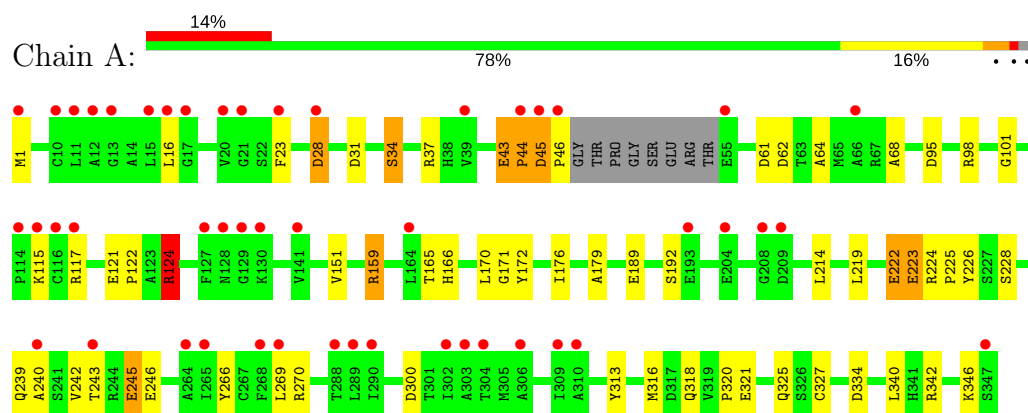 14%
Chain A:
78% 16% • • •
M1 C10 L11 A12 G13 A14 L15 L16 G17 V20 G21 S22 F23 D28 D31 S34 R37 H38 V39 E43 P44 D45 P46 GLY THR PRO GLY SER GLU ARG THR E55 D61 D62 T63 A64 K65 A66 R67 A68 D95 R98 G101
P114 K115 C116 R117 E121 P122 A123 R124 F127 N128 G129 K130 V141 V151 R159 L164 T165 H166 L170 G171 Y172 I176 A179 E189 S192 E193 E204 G208 D209 L214 L219 E222 E223 R224 P225 Y226 S227 S228
Q239 A240 S241 V242 T243 R244 E245 E246 A264 I265 Y266 C267 F268 L269 R270 T288 L289 I290 D300 T301 I302 A303 T304 M305 A306 I309 A310 Y313 M316 D317 Q318 V319 P320 E321 Q325 S326 C327 D334 L340 H341 R342 K346 S347